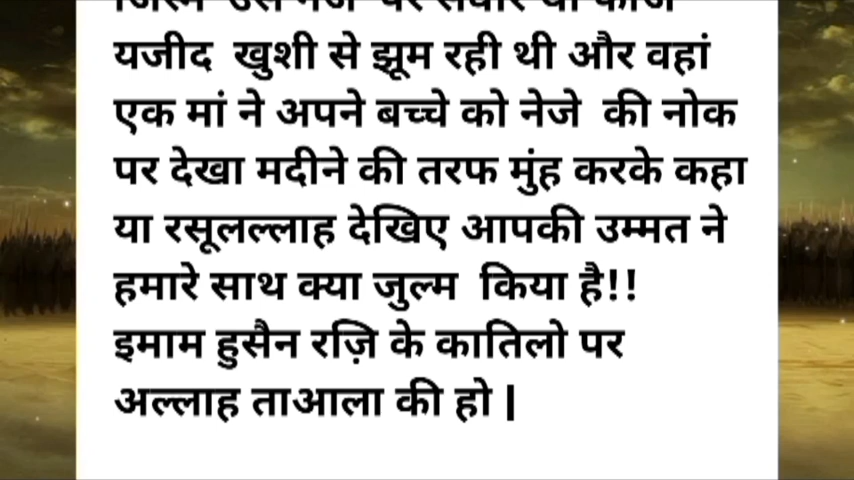 यजीद खुशी से झूम रही थी और वहां
एक मां ने अपने बच्चे को नेजे की नोक
पर देखा मदीने की तरफ मुंह करके कहा
या रसूलल्लाह देखिए आपकी उम्मत ने
हमारे साथ क्या जुल्म किया है!!
इमाम हुसैन रज़ि के कातिलो पर
अल्लाह ताआला की हो |